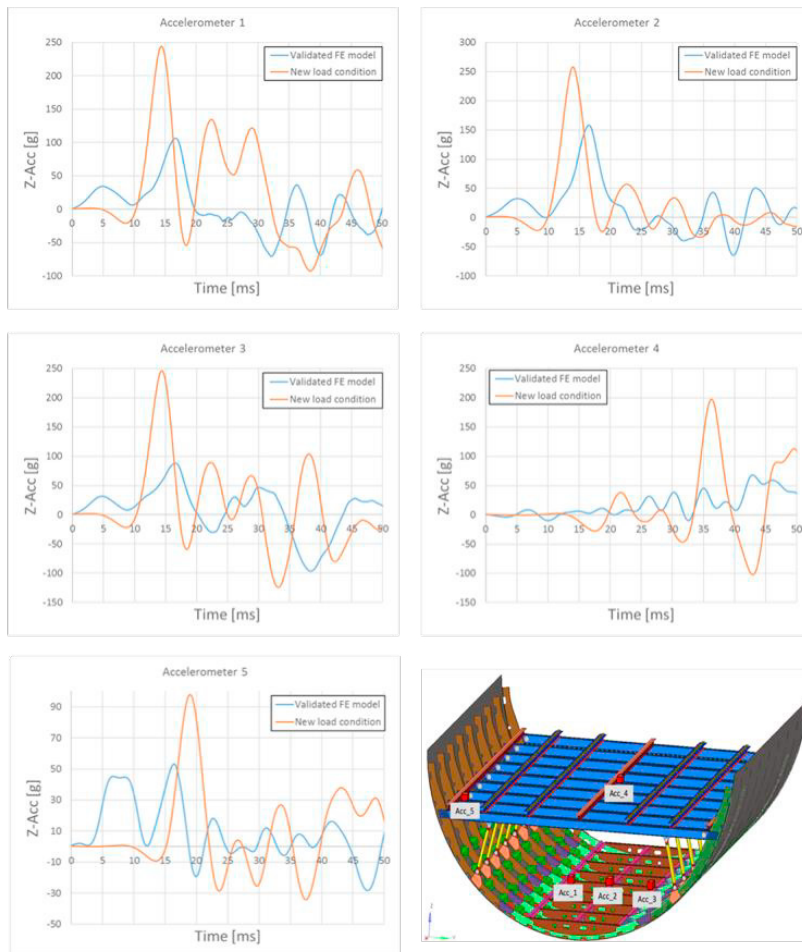 Accelerometer 1
Validated FE model
New load condition
250
200
150
100
50
0
-50
-100
0 5 10 15 20 25 30 35 40 45 50
Z-Acc [g]
Time [ms]
Accelerometer 2
Validated FE model
New load condition
300
250
200
150
100
50
0
-50
-100
0 5 10 15 20 25 30 35 40 45 50
Z-Acc [g]
Time [ms]
Accelerometer 3
Validated FE model
New load condition
250
200
150
100
50
0
-50
-100
-150
0 5 10 15 20 25 30 35 40 45 50
Z-Acc [g]
Time [ms]
Accelerometer 4
Validated FE model
New load condition
250
200
150
100
50
0
-50
-100
-150
0 5 10 15 20 25 30 35 40 45 50
Z-Acc [g]
Time [ms]
Accelerometer 5
Validated FE model
New load condition
90
70
50
30
10
-10
-30
-50
0 5 10 15 20 25 30 35 40 45 50
Z-Acc [g]
Time [ms]
Acc_4
Acc_5
Acc_1
Acc_2
Acc_3